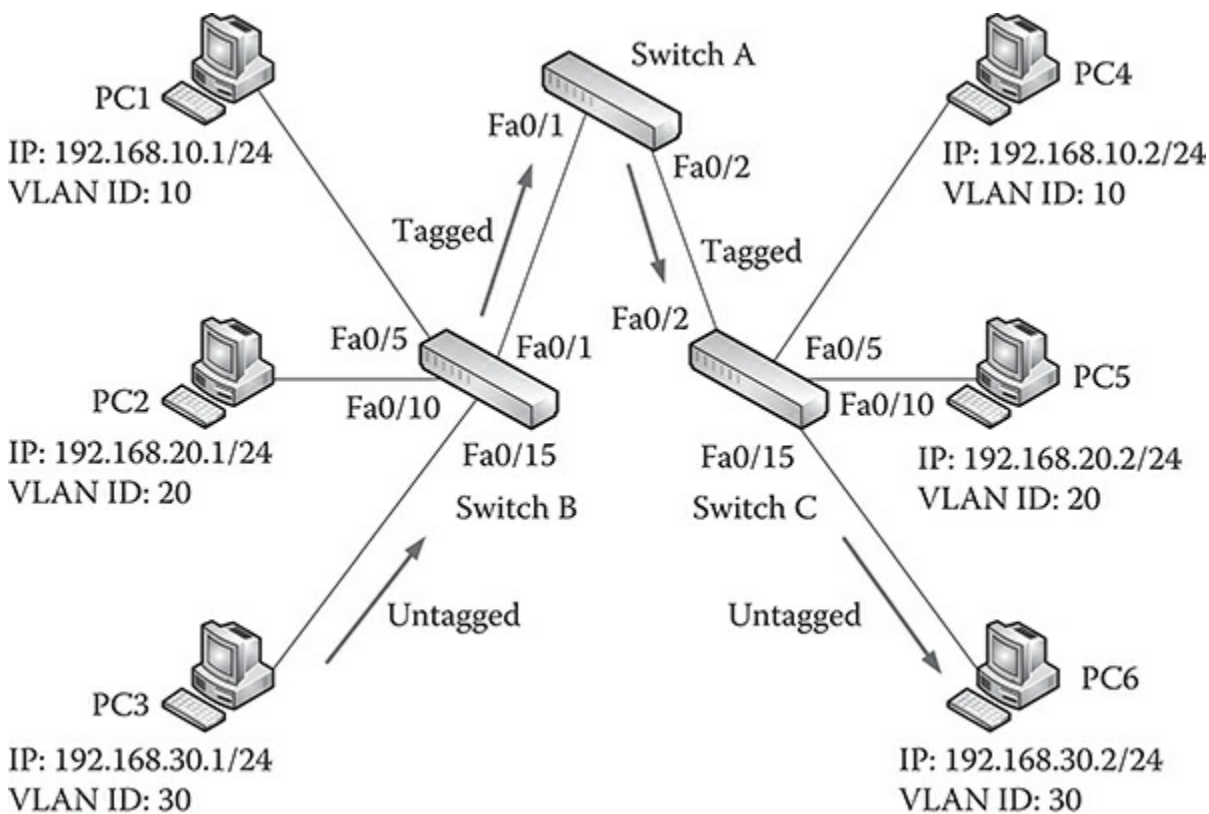 Switch A
PC1
IP: 192.168.10.1/24
VLAN ID: 10
Fa0/1
Fa0/2
PC4
IP: 192.168.10.2/24
VLAN ID: 10
Tagged
Tagged
Fa0/5
Fa0/1
Fa0/2
Fa0/5
PC2
IP: 192.168.20.1/24
VLAN ID: 20
Fa0/10
Fa0/15
Switch B
Fa0/10
Fa0/15
Switch C
PC5
IP: 192.168.20.2/24
VLAN ID: 20
Untagged
Untagged
PC3
IP: 192.168.30.1/24
VLAN ID: 30
PC6
IP: 192.168.30.2/24
VLAN ID: 30